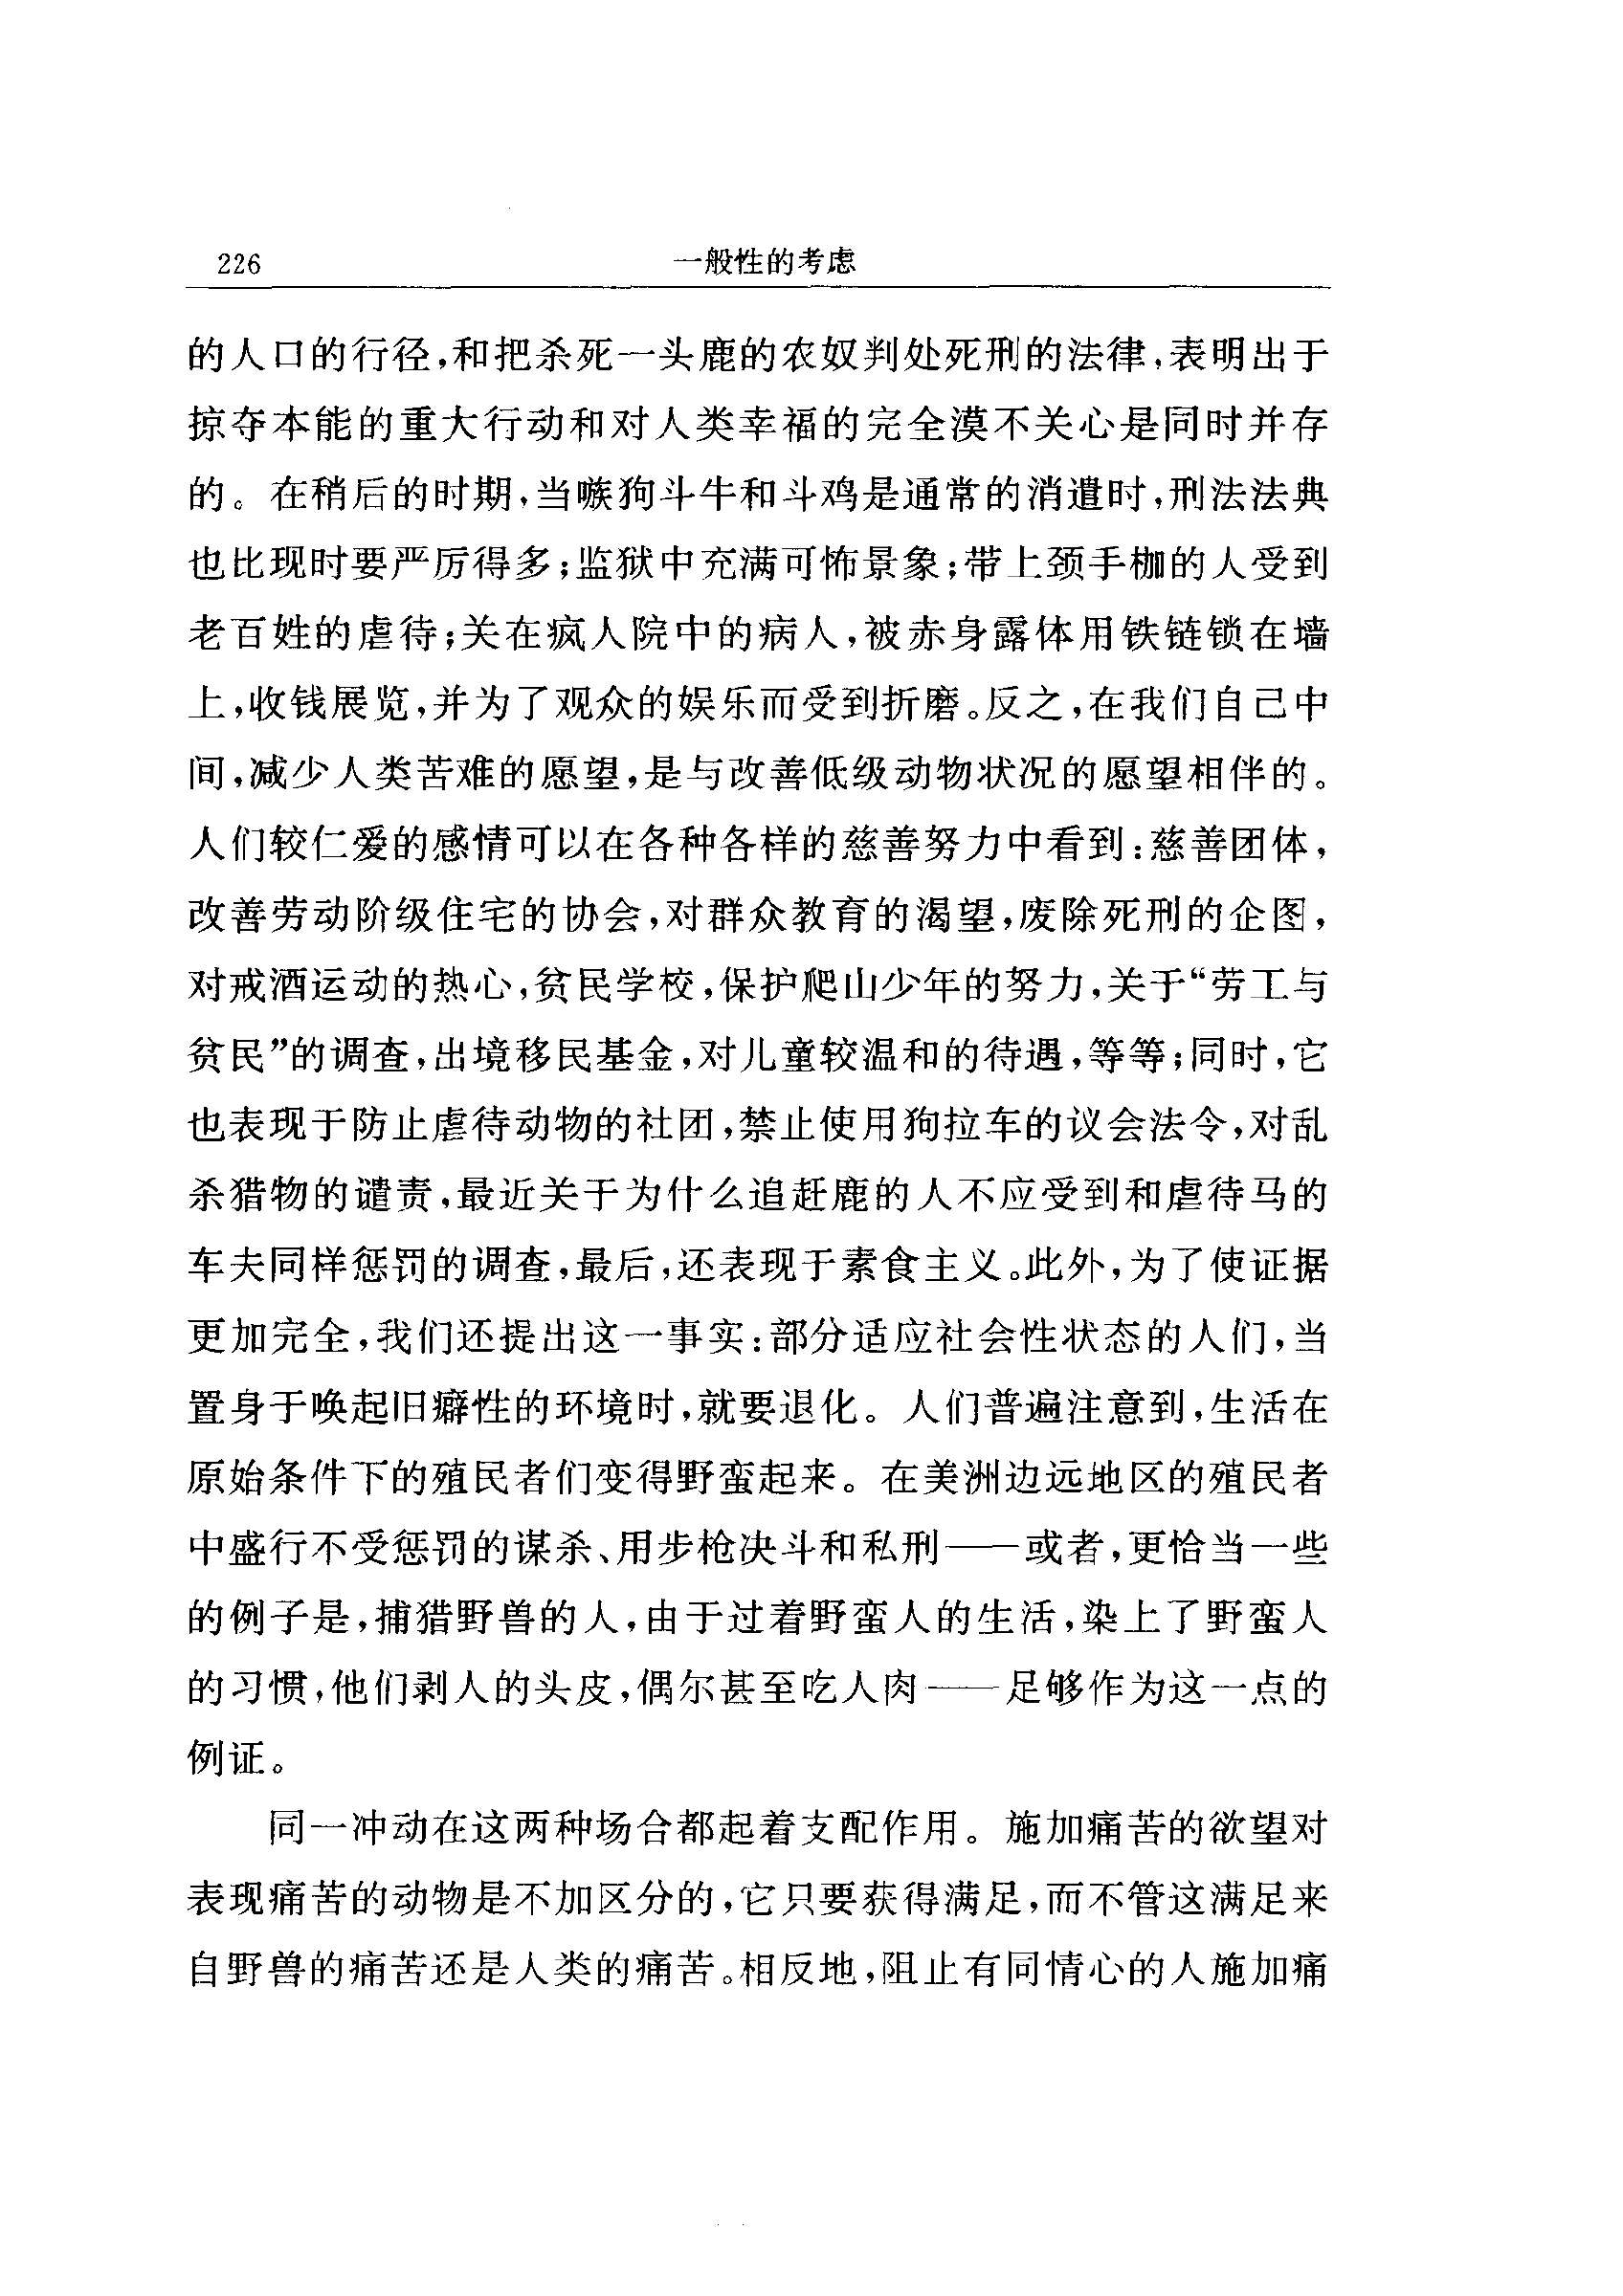 226 一般性的考虑
的人口的行径，和把杀死一头鹿的农奴判处死刑的法律，表明出于
掠夺本能的重大行动和对人类幸福的完全漠不关心是同时并存
的。在稍后的时期，当嗾狗斗牛和斗鸡是通常的消遣时，刑法法典
也比现时要严厉得多；监狱中充满可怖景象；带上颈手枷的人受到
老百姓的虐待；关在疯人院中的病人，被赤身露体用铁链锁在墙
上，收钱展览，并为了观众的娱乐而受到折磨。反之，在我们自己中
间，减少人类苦难的愿望，是与改善低级动物状况的愿望相伴的。
人们较仁爱的感情可以在各种各样的慈善努力中看到：慈善团体，
改善劳动阶级住宅的协会，对群众教育的渴望，废除死刑的企图，
对戒酒运动的热心，贫民学校，保护爬山少年的努力，关于“劳工与
贫民”的调查，出境移民基金，对儿童较温和的待遇，等等；同时，它
也表现于防止虐待动物的社团，禁止使用狗拉车的议会法令，对乱
杀猎物的谴责，最近关于为什么追赶鹿的人不应受到和虐待马的
车夫同样惩罚的调查，最后，还表现于素食主义。此外，为了使证据
更加完全，我们还提出这一事实：部分适应社会性状态的人们，当
置身于唤起旧癖性的环境时，就要退化。人们普遍注意到，生活在
原始条件下的殖民者们变得野蛮起来。在美洲边远地区的殖民者
中盛行不受惩罚的谋杀、用步枪决斗和私刑——或者，更恰当一些
的例子是，捕猎野兽的人，由于过着野蛮人的生活，染上了野蛮人
的习惯，他们剥人的头皮，偶尔甚至吃人肉——足够作为这一点的
例证。
同一冲动在这两种场合都起着支配作用。施加痛苦的欲望对
表现痛苦的动物是不加区分的，它只要获得满足，而不管这满足来
自野兽的痛苦还是人类的痛苦。相反地，阻止有同情心的人施加痛